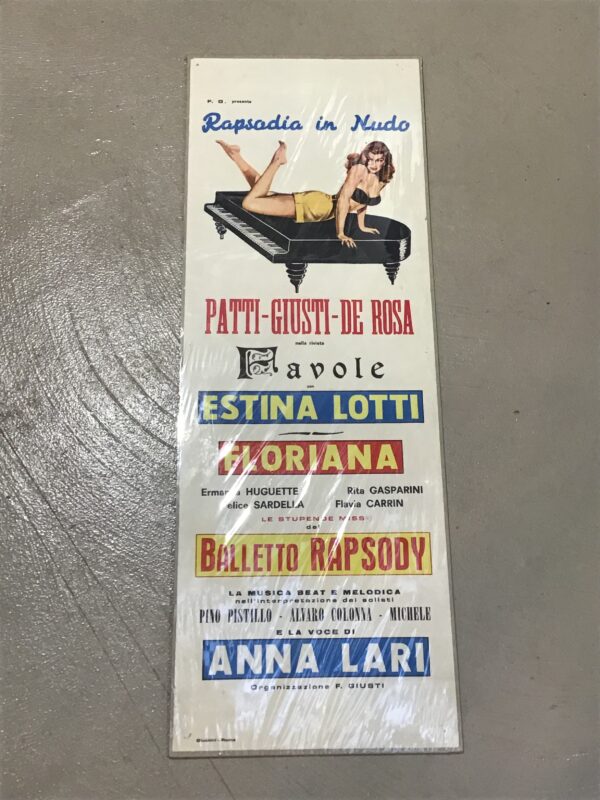 F. G. presenta
Rapsodia in Nudo
PATTI-GIUSTI-DE ROSA
nella rivista
Favole
con
ESTINA LOTTI
FLORIANA
HUGUETTE Rita GASPARINI
SARDELLA Flavia CARRIN
LE STUPENDE MISS
del
BALLETTO RAPSODY
LA MUSICA BEAT E MELODICA
nell'interpretazione dei solisti
PINO PISTILLO - ALVARO COLONNA - MICHELE
E LA VOCE DI
ANNA LARI
Organizzazione F. GIUSTI